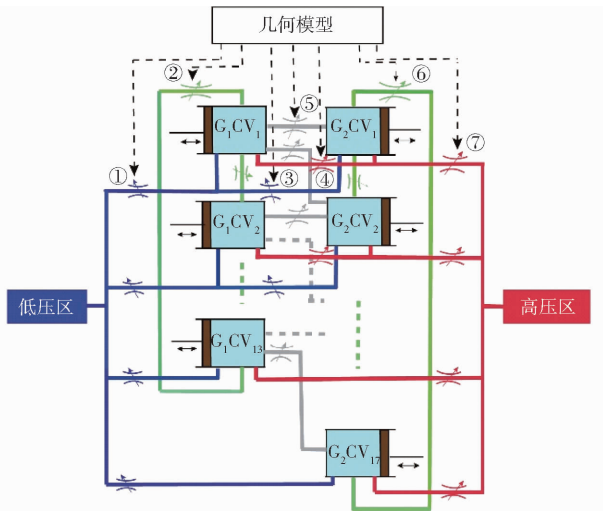 几何模型
②
⑥
⑤
G₁CV₁
G₂CV₁
⑦
①
③
④
G₁CV₂
G₂CV₂
低压区
高压区
G₁CV₁₃
G₂CV₁₇